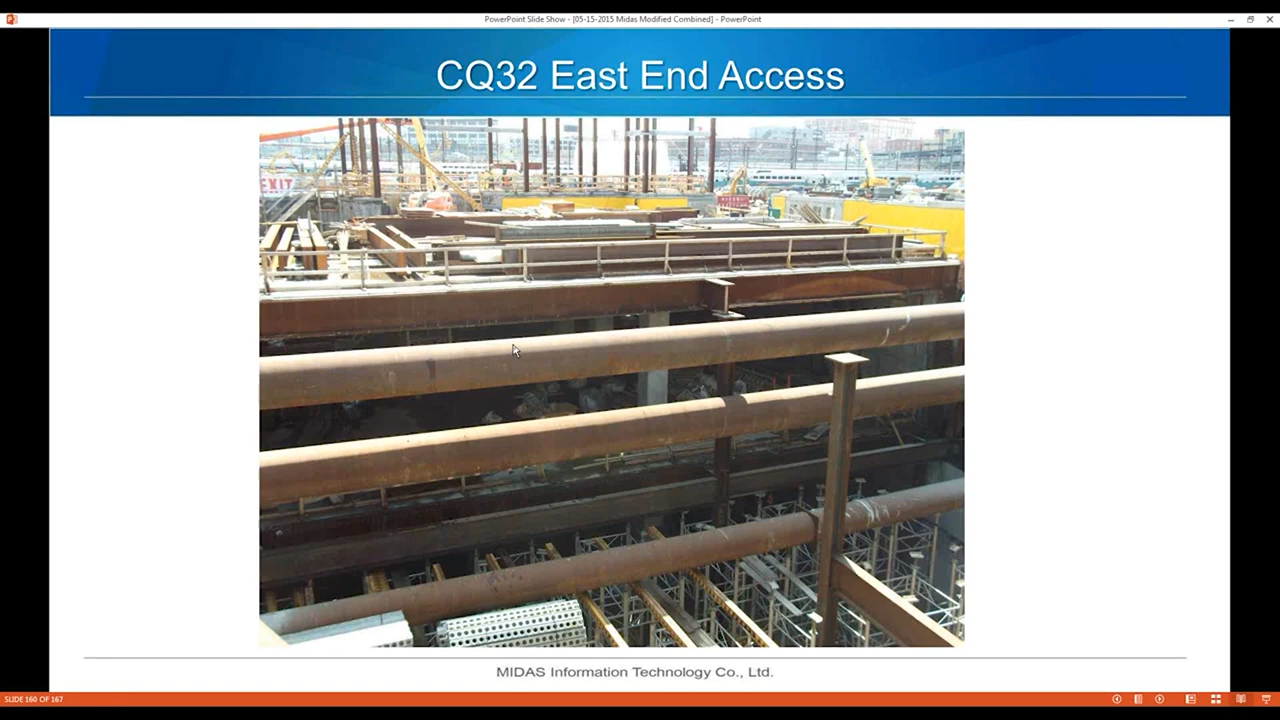 PowerPoint Slide Show - [05-15-2015 Midas Modified Combined] - PowerPoint
CQ32 East End Access
EXIT
MIDAS Information Technology Co., Ltd.
SLIDE 160 OF 167